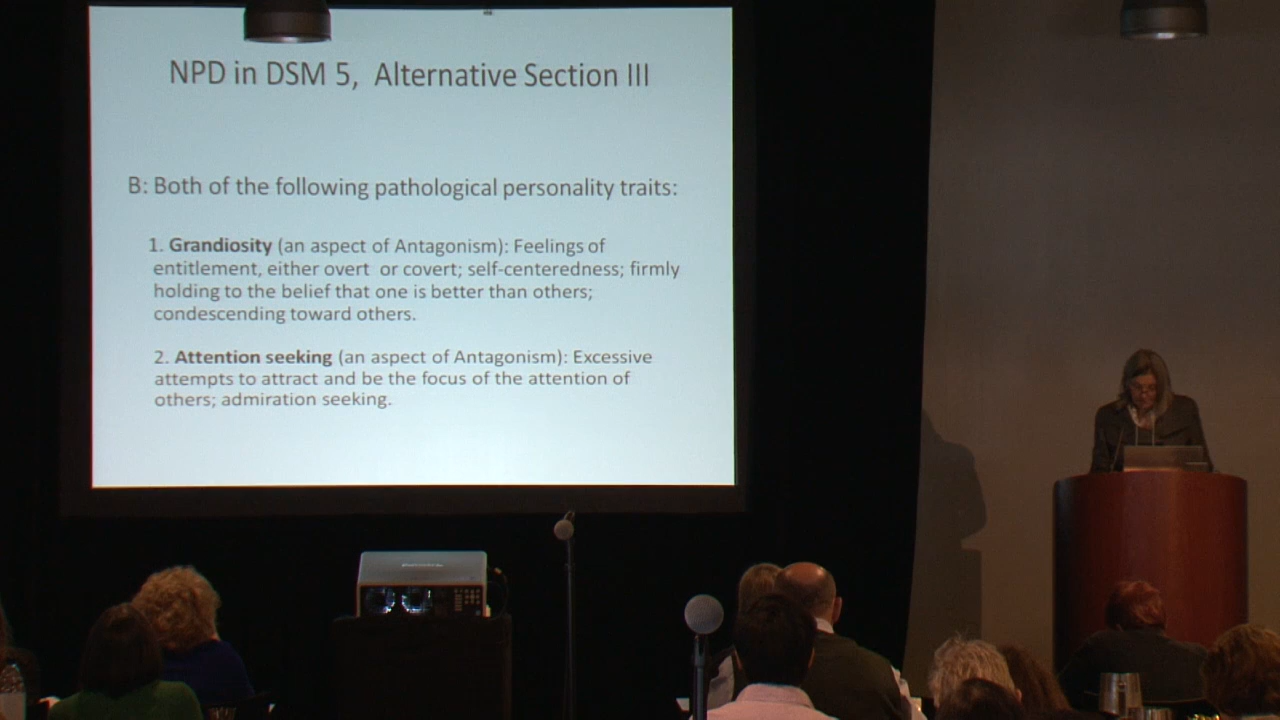 NPD in DSM 5, Alternative Section III
B: Both of the following pathological personality traits:
1. Grandiosity (an aspect of Antagonism): Feelings of
entitlement, either overt or covert; self-centeredness; firmly
holding to the belief that one is better than others;
condescending toward others.
2. Attention seeking (an aspect of Antagonism): Excessive
attempts to attract and be the focus of the attention of
others; admiration seeking.